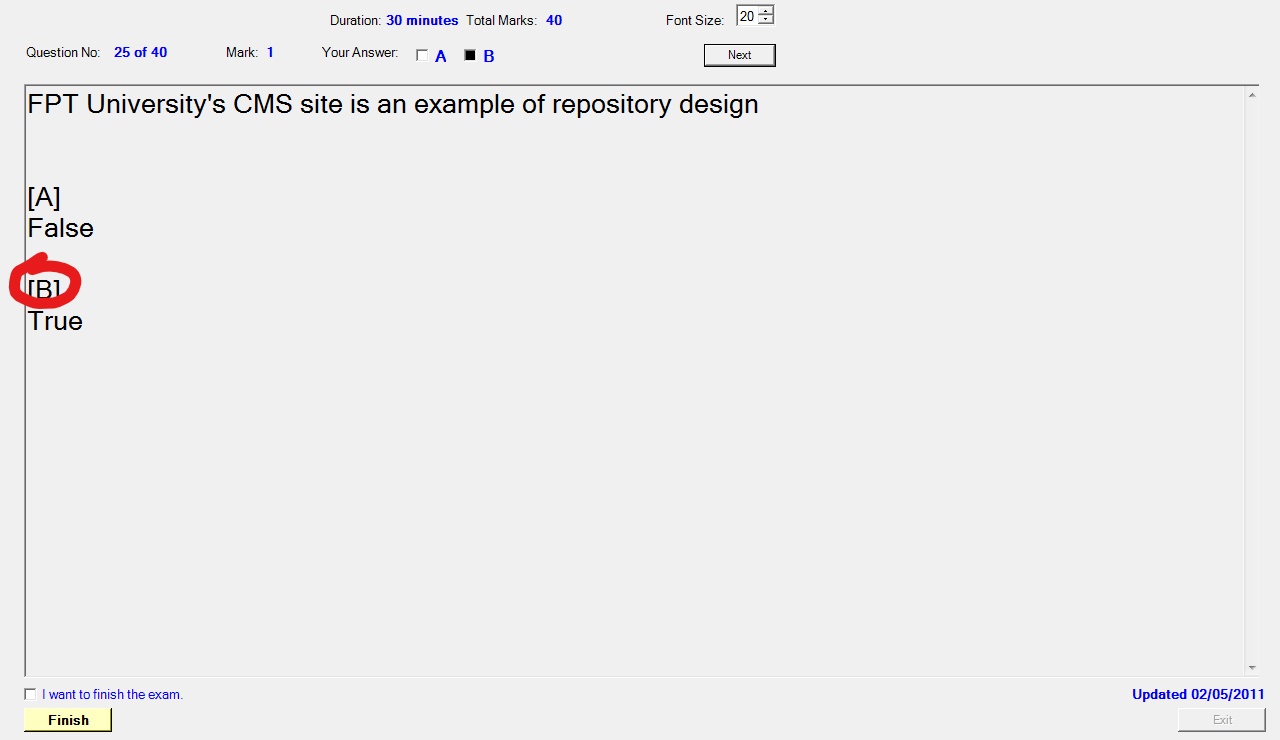 Duration: 30 minutes Total Marks: 40 Font Size: 20
Question No: 25 of 40 Mark: 1 Your Answer: A B Next
FPT University's CMS site is an example of repository design
[A]
False
[B]
True
I want to finish the exam.
Updated 02/05/2011
Finish
Exit